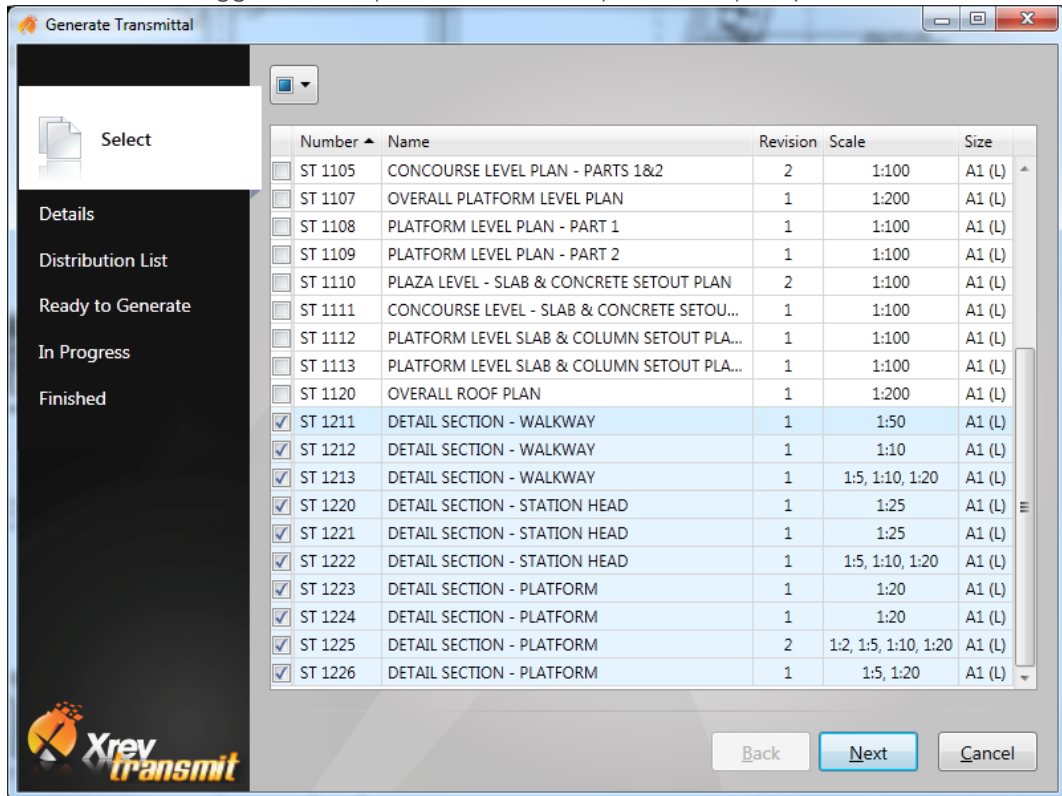 Generate Transmittal
Select
Details
Distribution List
Ready to Generate
In Progress
Finished
Number Name Revision Scale Size
ST 1105 CONCOURSE LEVEL PLAN - PARTS 1&2 2 1:100 A1 (L)
ST 1107 OVERALL PLATFORM LEVEL PLAN 1 1:200 A1 (L)
ST 1108 PLATFORM LEVEL PLAN - PART 1 1 1:100 A1 (L)
ST 1109 PLATFORM LEVEL PLAN - PART 2 1 1:100 A1 (L)
ST 1110 PLAZA LEVEL - SLAB & CONCRETE SETOUT PLAN 2 1:100 A1 (L)
ST 1111 CONCOURSE LEVEL - SLAB & CONCRETE SETOU... 1 1:100 A1 (L)
ST 1112 PLATFORM LEVEL SLAB & COLUMN SETOUT PLA... 1 1:100 A1 (L)
ST 1113 PLATFORM LEVEL SLAB & COLUMN SETOUT PLA... 1 1:100 A1 (L)
ST 1120 OVERALL ROOF PLAN 1 1:200 A1 (L)
ST 1211 DETAIL SECTION - WALKWAY 1 1:50 A1 (L)
ST 1212 DETAIL SECTION - WALKWAY 1 1:10 A1 (L)
ST 1213 DETAIL SECTION - WALKWAY 1 1:5, 1:10, 1:20 A1 (L)
ST 1220 DETAIL SECTION - STATION HEAD 1 1:25 A1 (L)
ST 1221 DETAIL SECTION - STATION HEAD 1 1:25 A1 (L)
ST 1222 DETAIL SECTION - STATION HEAD 1 1:5, 1:10, 1:20 A1 (L)
ST 1223 DETAIL SECTION - PLATFORM 1 1:20 A1 (L)
ST 1224 DETAIL SECTION - PLATFORM 1 1:20 A1 (L)
ST 1225 DETAIL SECTION - PLATFORM 2 1:2, 1:5, 1:10, 1:20 A1 (L)
ST 1226 DETAIL SECTION - PLATFORM 1 1:5, 1:20 A1 (L)
Xrev
transmit
Back Next Cancel